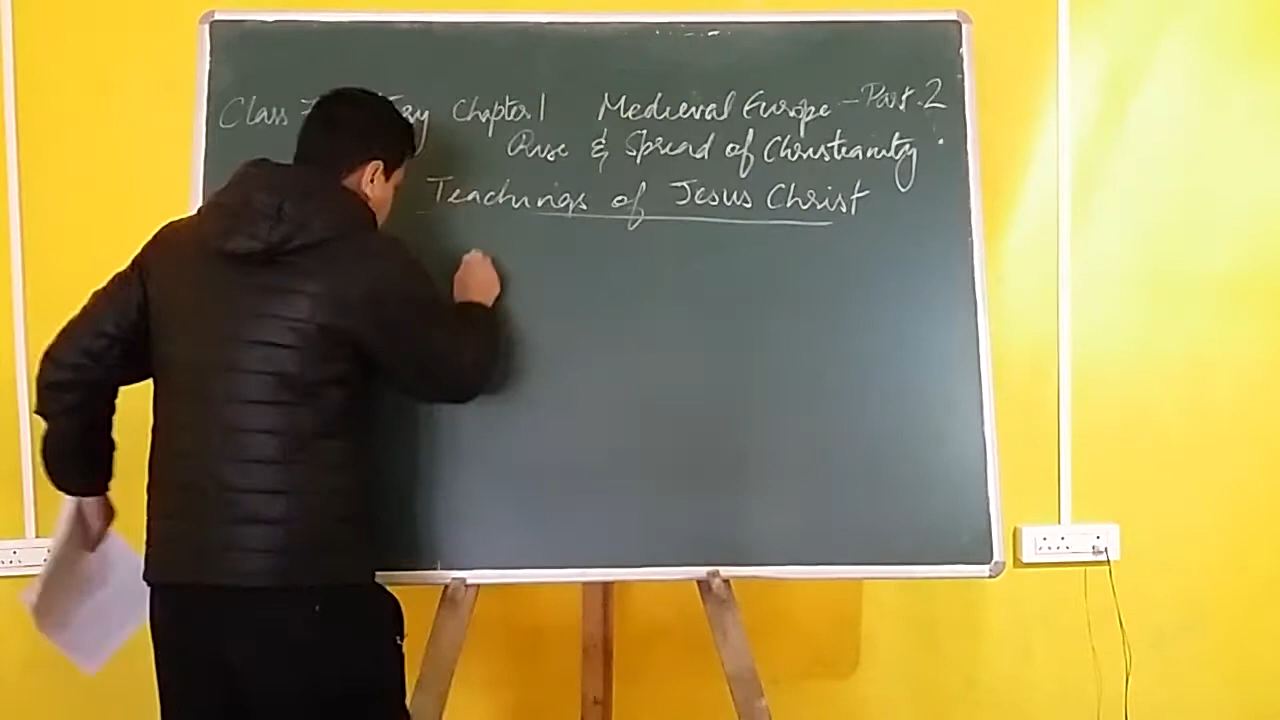 Class Chapter 1 Medieval Europe - Part. 2
Rise & Spread of Christianity.
Teachings of Jesus Christ